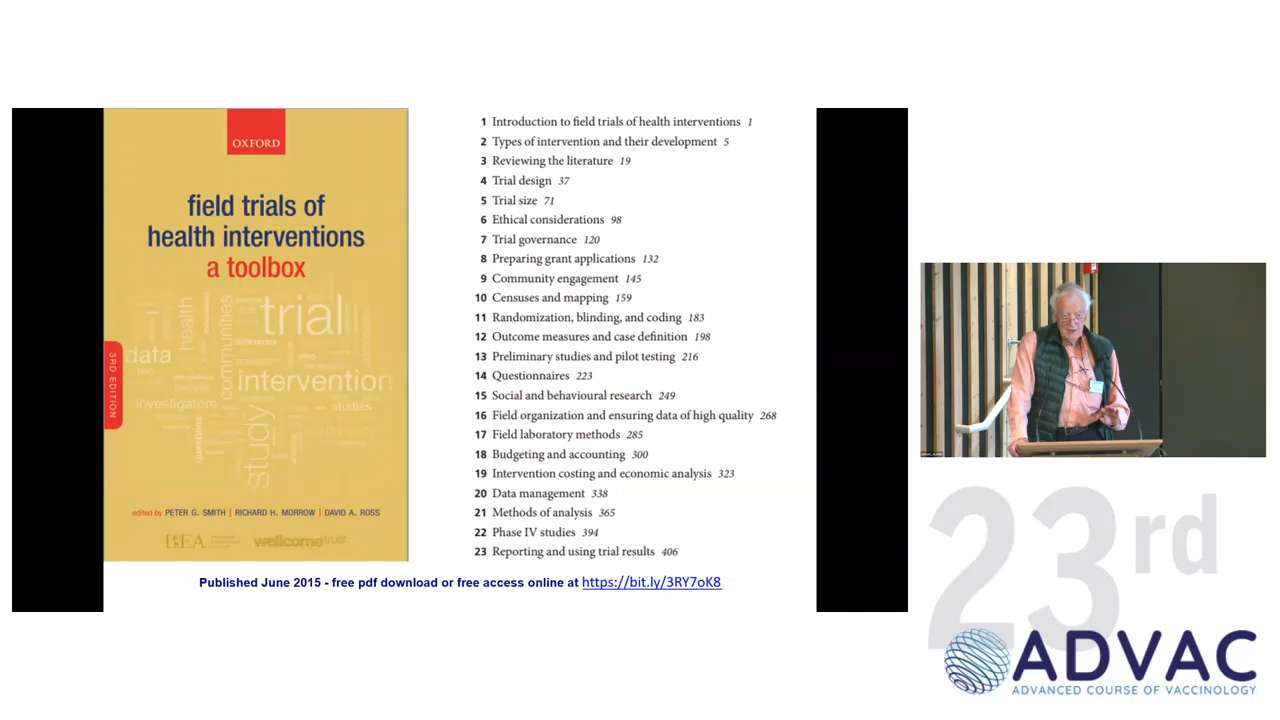 OXFORD
field trials of
health interventions
a toolbox
trial
health
communities
data
intervention
investigators
studies
study
questions
3RD EDITION
edited by PETER G. SMITH | RICHARD H. MORROW | DAVID A. ROSS
IDEA
wellcome trust
1 Introduction to field trials of health interventions 1
2 Types of intervention and their development 5
3 Reviewing the literature 19
4 Trial design 37
5 Trial size 71
6 Ethical considerations 98
7 Trial governance 120
8 Preparing grant applications 132
9 Community engagement 145
10 Censuses and mapping 159
11 Randomization, blinding, and coding 183
12 Outcome measures and case definition 198
13 Preliminary studies and pilot testing 216
14 Questionnaires 223
15 Social and behavioural research 249
16 Field organization and ensuring data of high quality 268
17 Field laboratory methods 285
18 Budgeting and accounting 300
19 Intervention costing and economic analysis 323
20 Data management 338
21 Methods of analysis 365
22 Phase IV studies 394
23 Reporting and using trial results 406
Published June 2015 - free pdf download or free access online at https://bit.ly/3RY7oK8
23rd
ADVAC
ADVANCED COURSE OF VACCINOLOGY